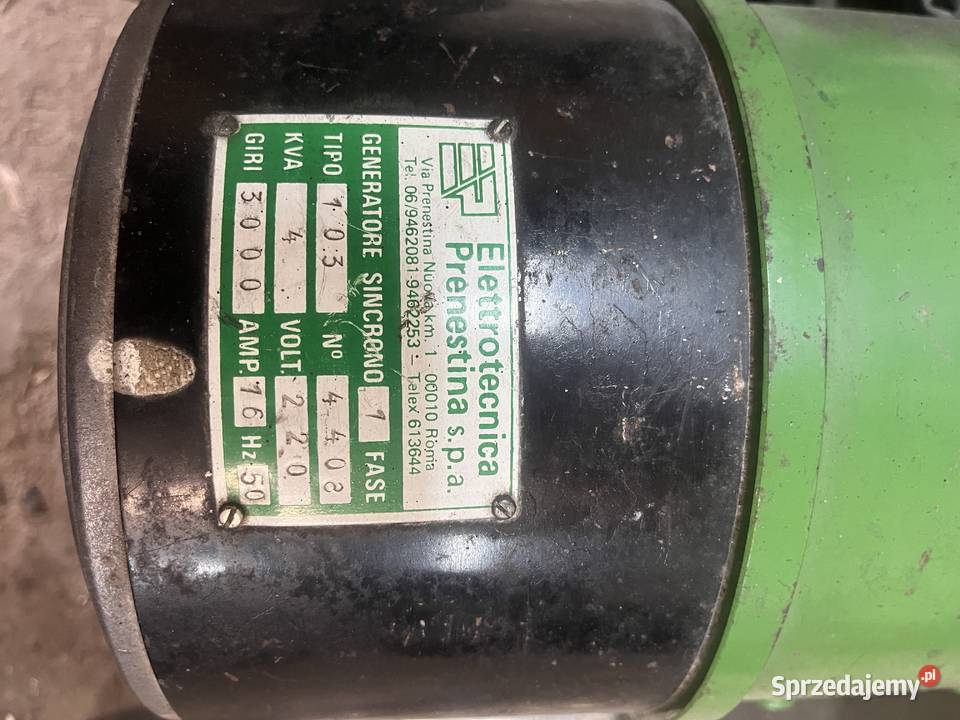 EP Elettrotecnica
Prenestina s.p.a.
Via Prenestina Nuova km. 1 - 00010 Roma
Tel. 06/9462081-9462253 - Telex 613644
GENERATORE SINCRONO 1 FASE
TIPO 103 N° 4408
KVA 4 VOLT. 220
GIRI 3000 AMP. 16 Hz 50
Sprzedajemy.pl